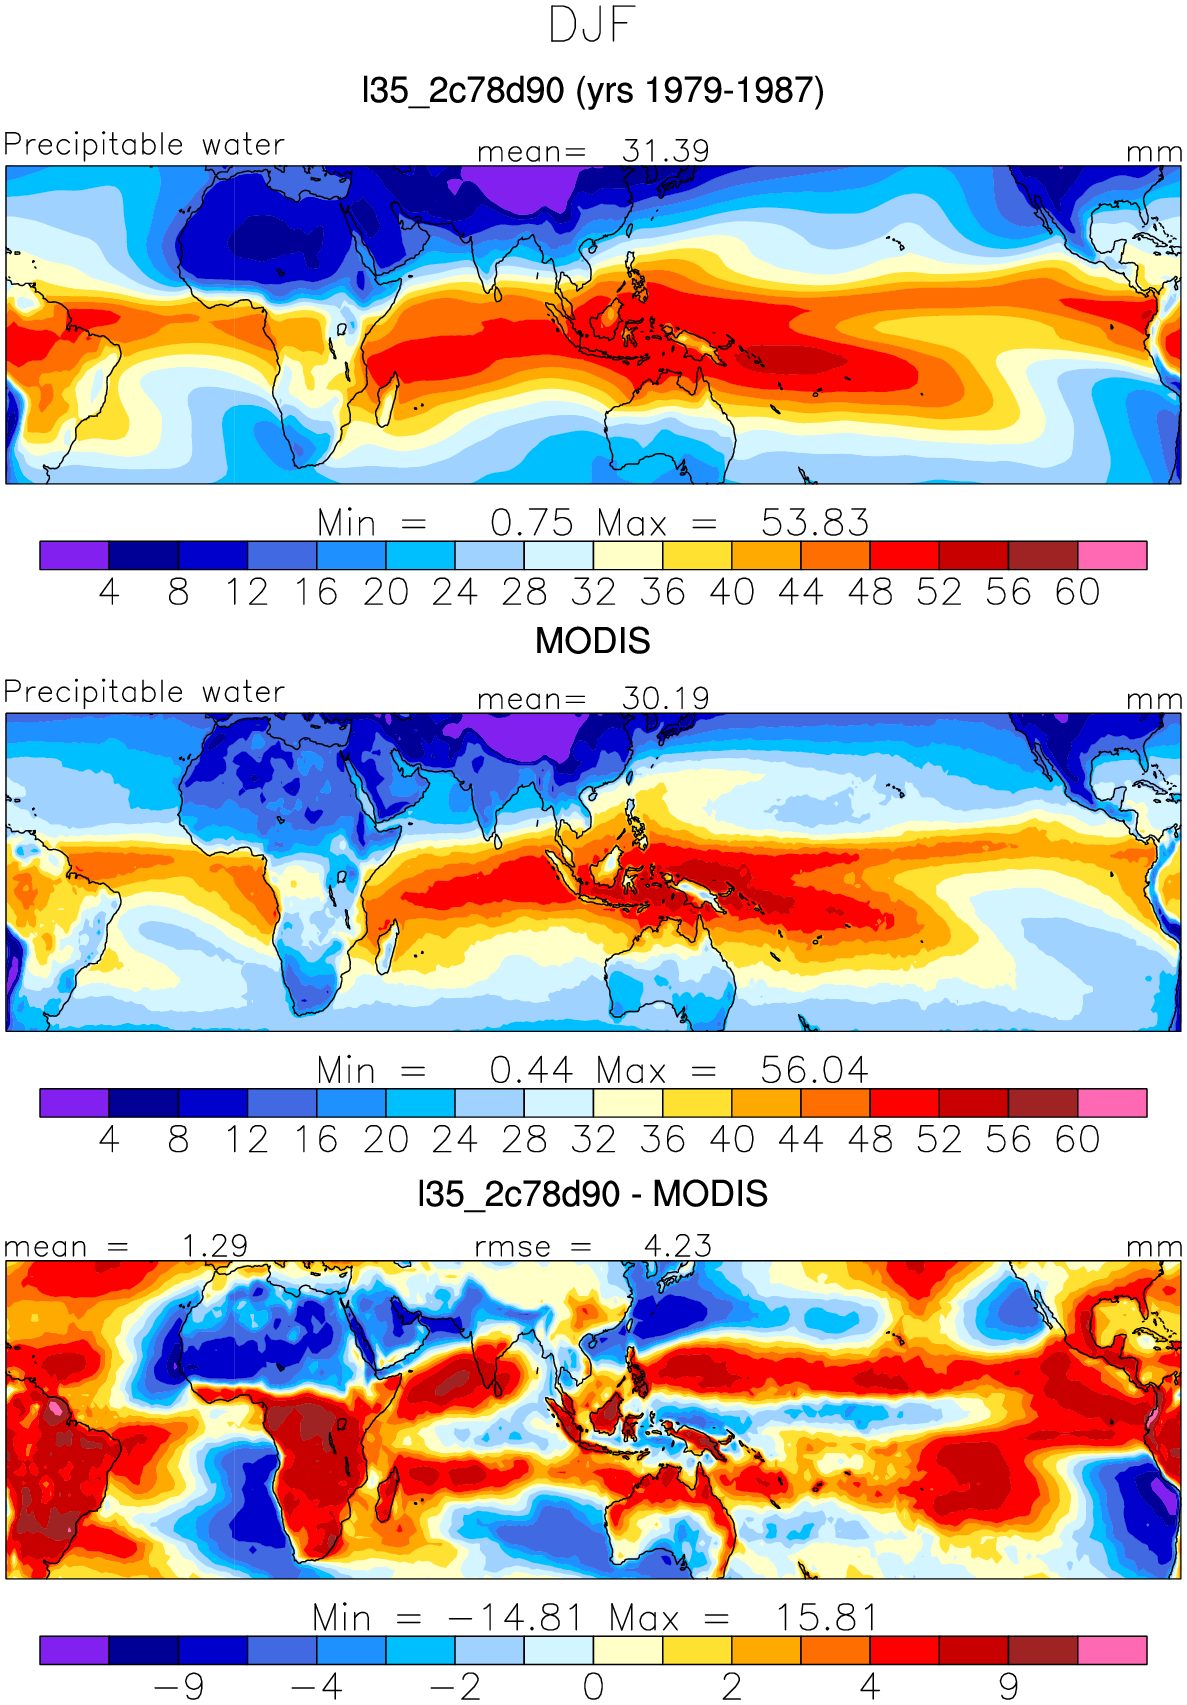 DJF
l35_2c78d90 (yrs 1979-1987)
Precipitable water mean= 31.39 mm
Min = 0.75 Max = 53.83
4 8 12 16 20 24 28 32 36 40 44 48 52 56 60
MODIS
Precipitable water mean= 30.19 mm
Min = 0.44 Max = 56.04
4 8 12 16 20 24 28 32 36 40 44 48 52 56 60
l35_2c78d90 - MODIS
mean = 1.29 rmse = 4.23 mm
Min = -14.81 Max = 15.81
-9 -4 -2 0 2 4 9